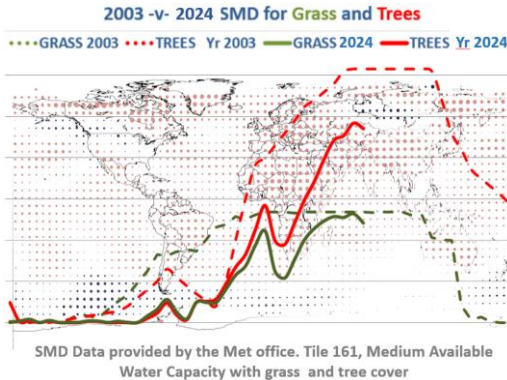 2003 -v- 2024 SMD for Grass and Trees
GRASS 2003 TREES Yr 2003 GRASS 2024 TREES Yr 2024
SMD Data provided by the Met office. Tile 161, Medium Available
Water Capacity with grass and tree cover